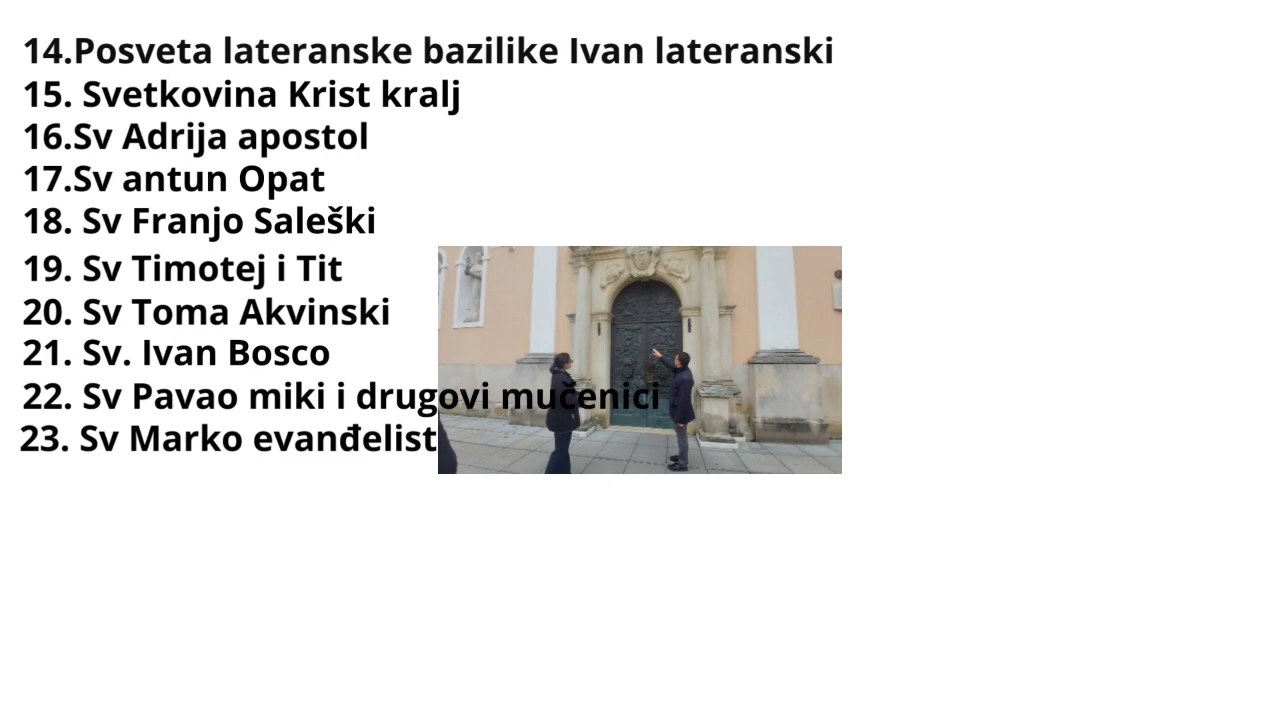 14.Posveta lateranske bazilike Ivan lateranski
15. Svetkovina Krist kralj
16.Sv Adrija apostol
17.Sv antun Opat
18. Sv Franjo Saleški
19. Sv Timotej i Tit
20. Sv Toma Akvinski
21. Sv. Ivan Bosco
22. Sv Pavao miki i drugovi mučenici
23. Sv Marko evanđelist